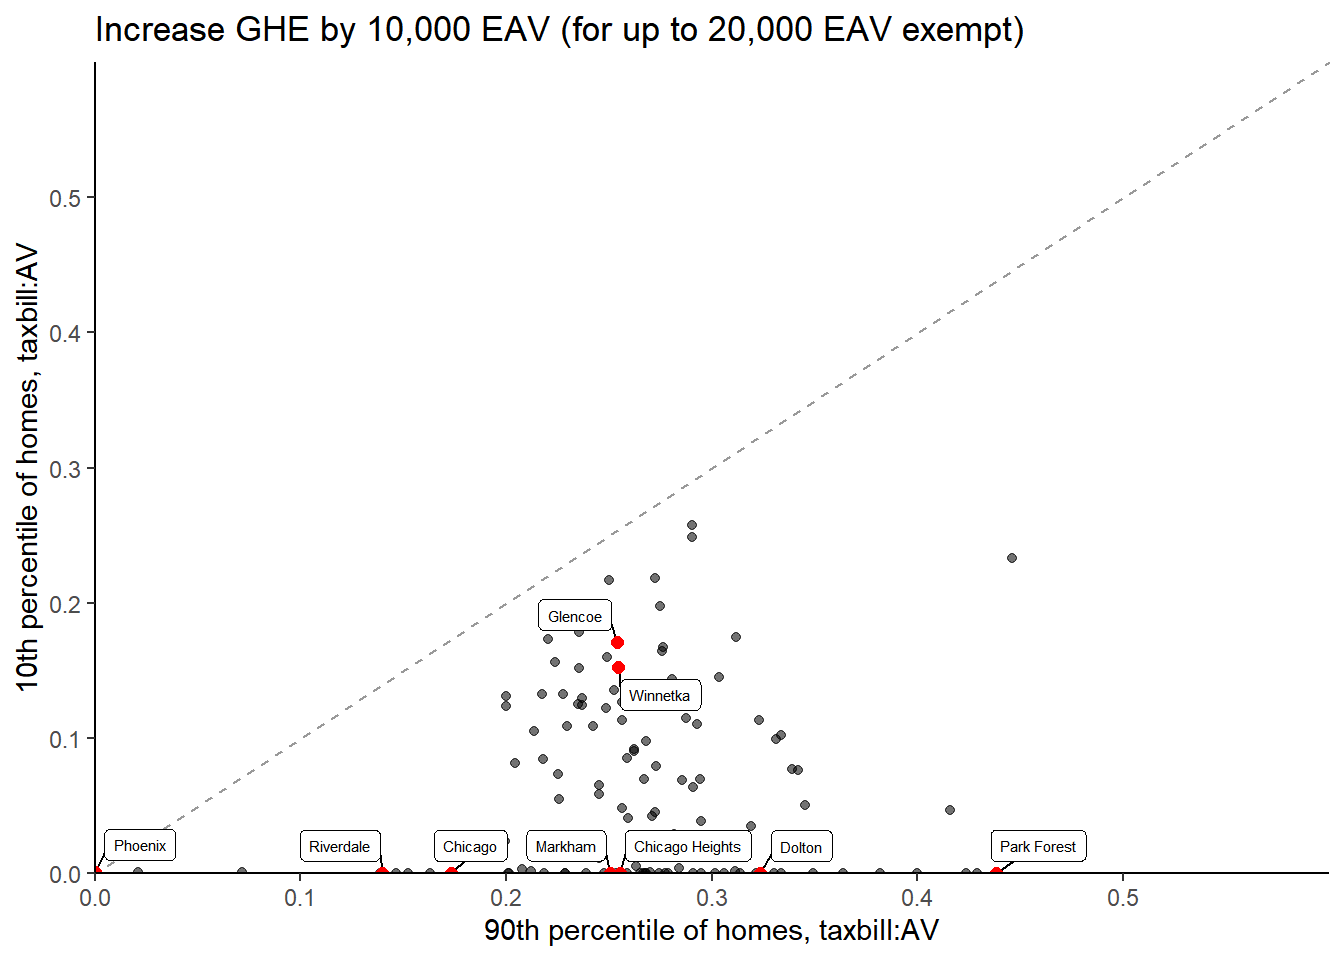 Increase GHE by 10,000 EAV (for up to 20,000 EAV exempt)
10th percentile of homes, taxbill:AV
0.5
0.4
0.3
0.2
0.1
0.0
Glencoe
Winnetka
Phoenix
Riverdale
Chicago
Markham
Chicago Heights
Dolton
Park Forest
0.0
0.1
0.2
0.3
0.4
0.5
90th percentile of homes, taxbill:AV